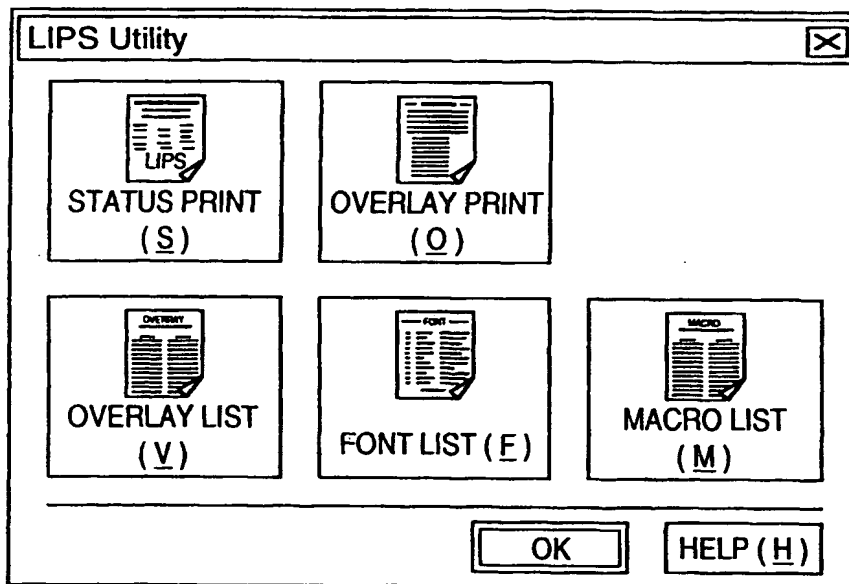 LIPS Utility
LIPS
STATUS PRINT
(S)
OVERLAY PRINT
(O)
OVERLAY
OVERLAY LIST
(V)
FONT
FONT LIST (F)
MACRO
MACRO LIST
(M)
OK
HELP (H)